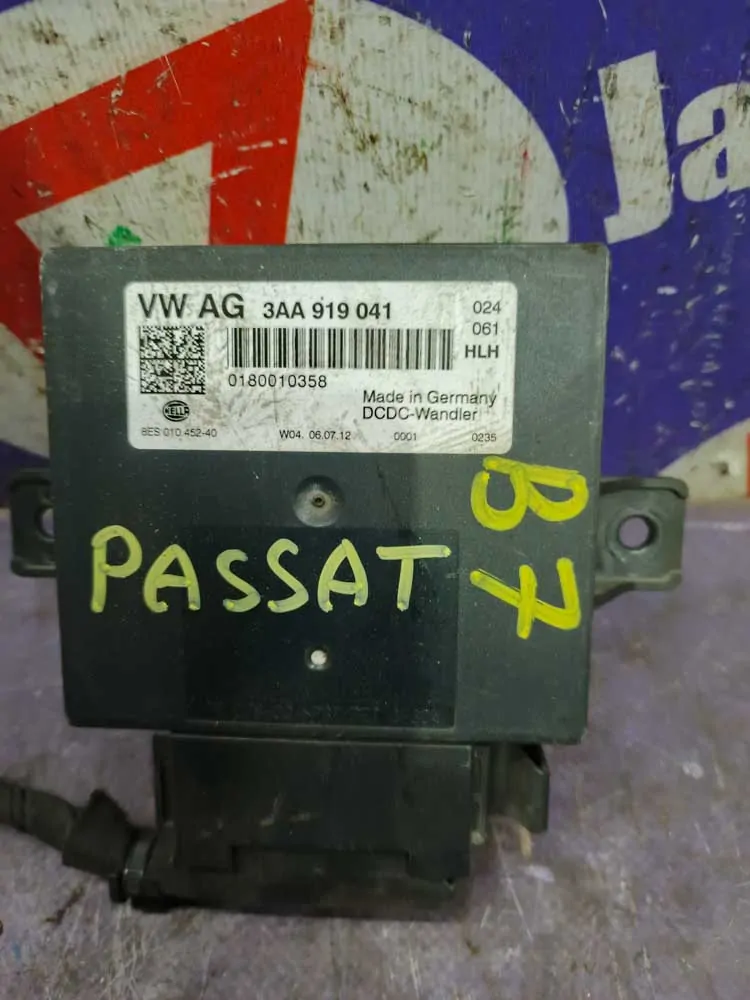 Ja
VW AG 3AA 919 041 024
061
HLH
0180010358
Made in Germany
DCDC-Wandler
HELLA
8ES 010 452-40 W04. 06.07.12 0001 0235
PASSAT B7